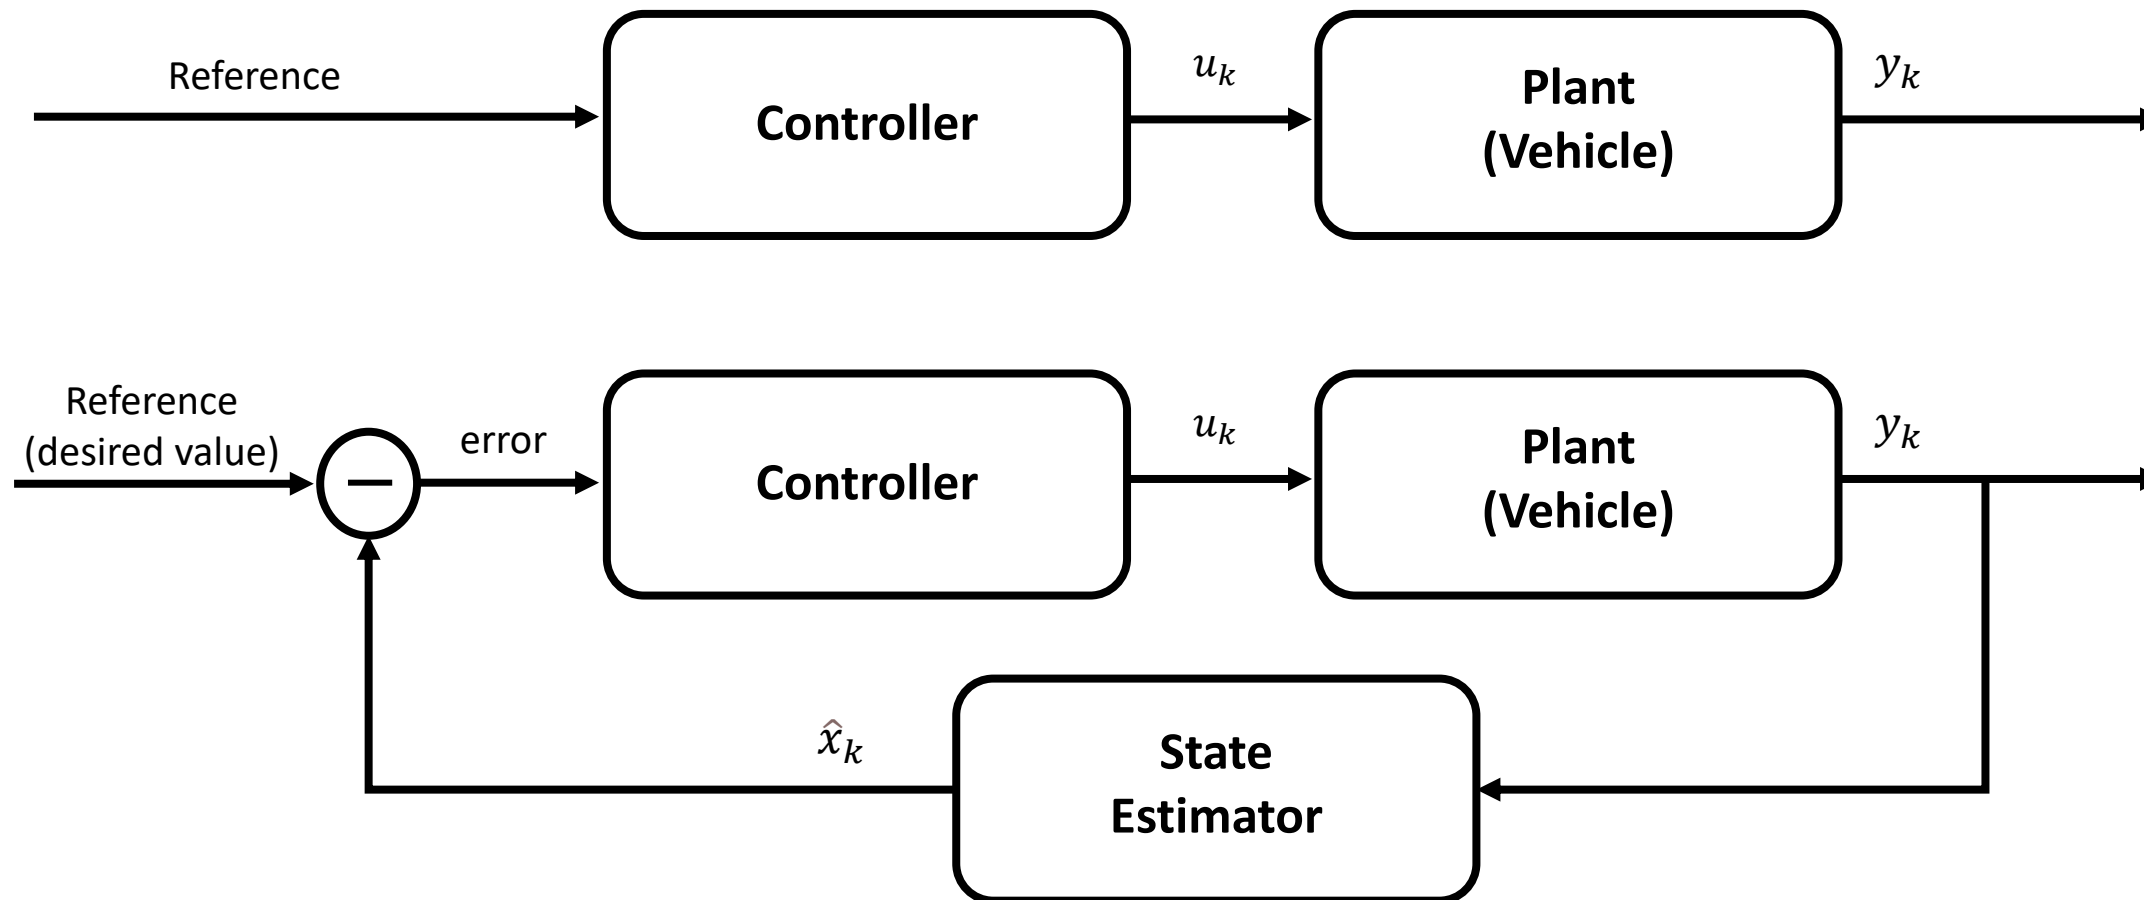 Reference
Controller
u_k
Plant
(Vehicle)
y_k
Reference
(desired value)
−
error
Controller
u_k
Plant
(Vehicle)
y_k
x̂_k
State
Estimator